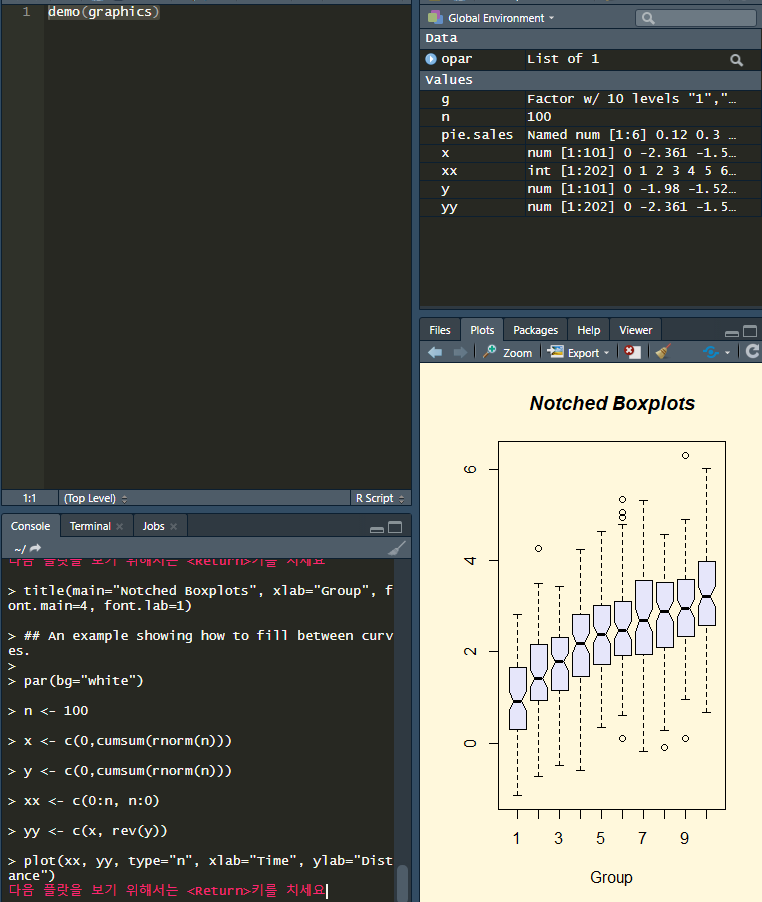 1 demo(graphics)
1:1 (Top Level) R Script
Console Terminal Jobs
~/
다음 플랏을 보기 위해서는 <Return>키를 치세요
> title(main="Notched Boxplots", xlab="Group", f
ont.main=4, font.lab=1)
> ## An example showing how to fill between curv
es.
>
> par(bg="white")
> n <- 100
> x <- c(0,cumsum(rnorm(n)))
> y <- c(0,cumsum(rnorm(n)))
> xx <- c(0:n, n:0)
> yy <- c(x, rev(y))
> plot(xx, yy, type="n", xlab="Time", ylab="Dist
ance")
다음 플랏을 보기 위해서는 <Return>키를 치세요
Global Environment
Data
opar List of 1
Values
g Factor w/ 10 levels "1","…
n 100
pie.sales Named num [1:6] 0.12 0.3 …
x num [1:101] 0 -2.361 -1.5…
xx int [1:202] 0 1 2 3 4 5 6…
y num [1:101] 0 -1.98 -1.52…
yy num [1:202] 0 -2.361 -1.5…
Files Plots Packages Help Viewer
Zoom Export
Notched Boxplots
6
4
2
0
1 3 5 7 9
Group